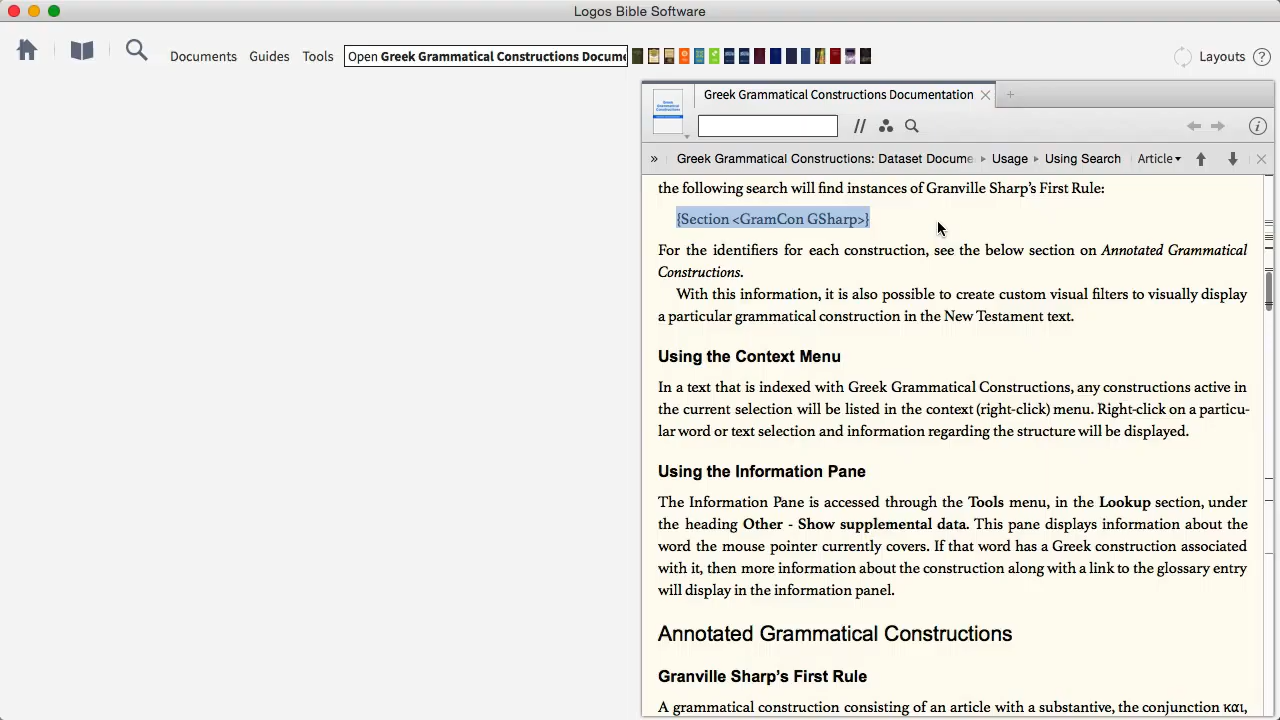 Logos Bible Software
Documents Guides Tools Open Greek Grammatical Constructions Docume Layouts ?
Greek Grammatical Constructions Documentation
» Greek Grammatical Constructions: Dataset Docume Usage Using Search Article
the following search will find instances of Granville Sharp's First Rule:
{Section <GramCon GSharp>}
For the identifiers for each construction, see the below section on Annotated Grammatical
Constructions.
With this information, it is also possible to create custom visual filters to visually display
a particular grammatical construction in the New Testament text.
Using the Context Menu
In a text that is indexed with Greek Grammatical Constructions, any constructions active in
the current selection will be listed in the context (right-click) menu. Right-click on a particu-
lar word or text selection and information regarding the structure will be displayed.
Using the Information Pane
The Information Pane is accessed through the Tools menu, in the Lookup section, under
the heading Other - Show supplemental data. This pane displays information about the
word the mouse pointer currently covers. If that word has a Greek construction associated
with it, then more information about the construction along with a link to the glossary entry
will display in the information panel.
Annotated Grammatical Constructions
Granville Sharp's First Rule
A grammatical construction consisting of an article with a substantive, the conjunction και,